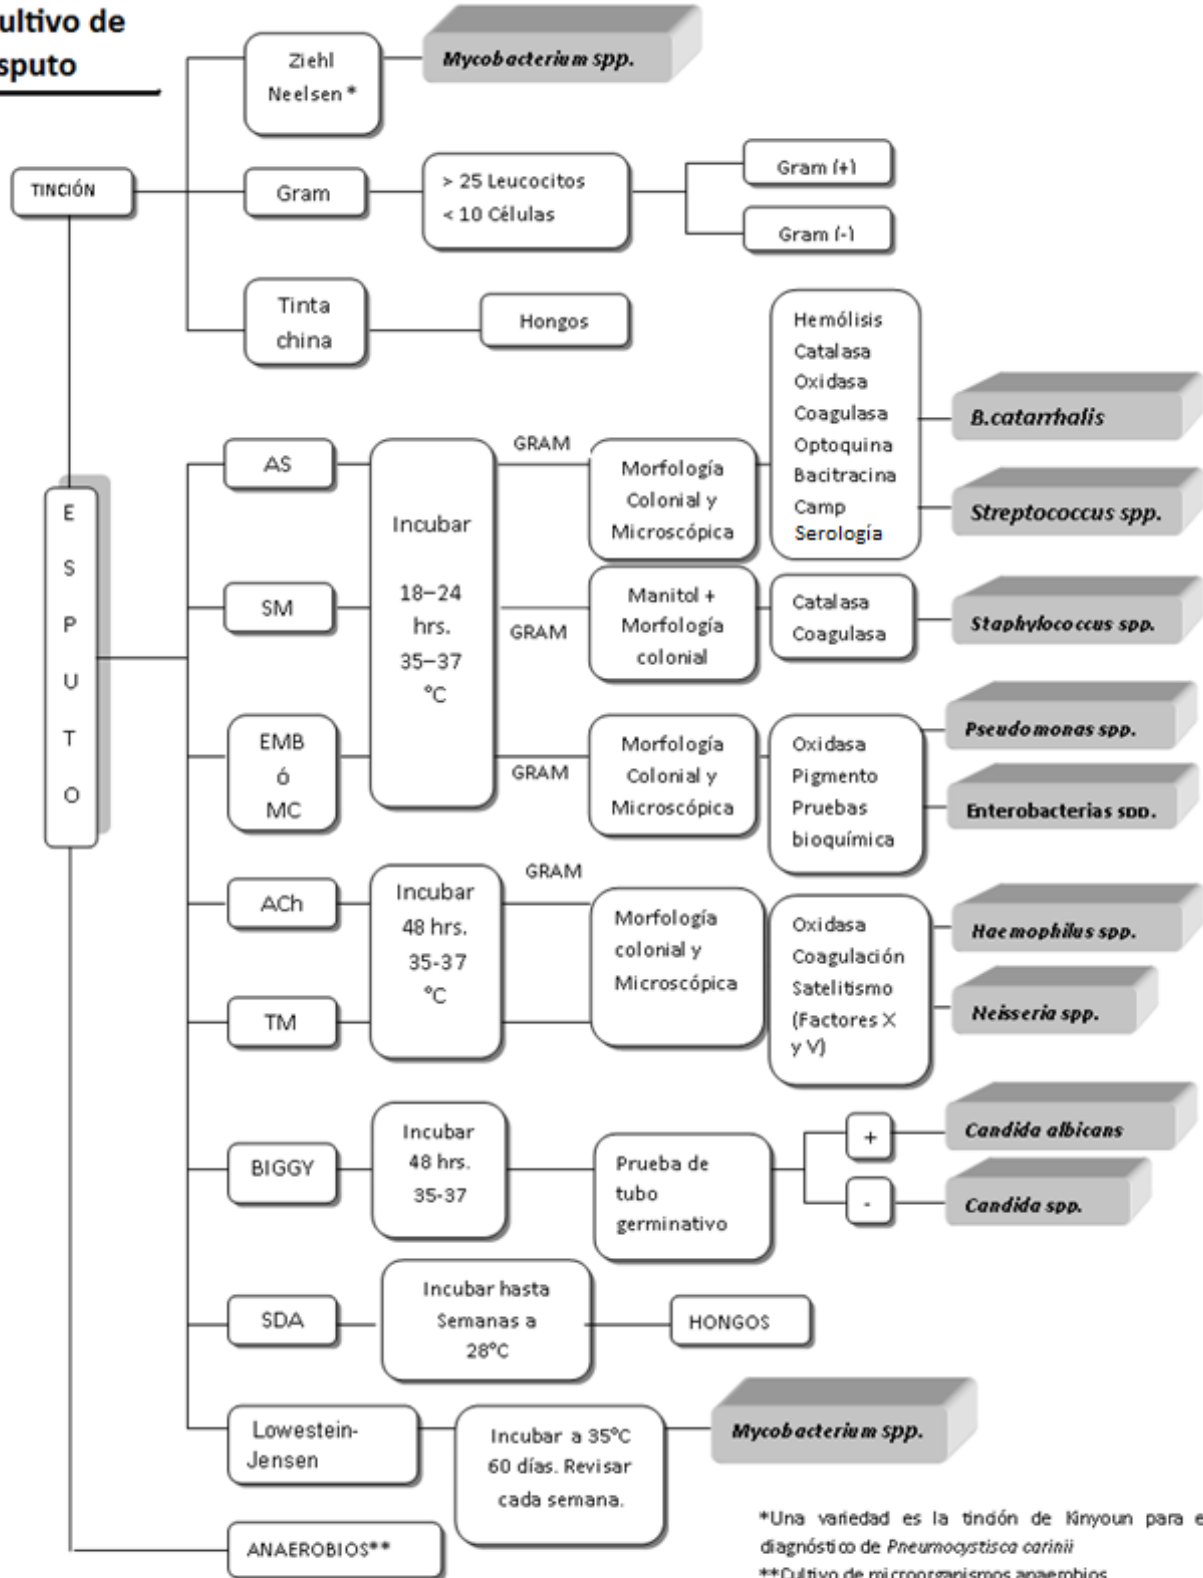 ultivo de
sputo
Ziehl
Neelsen *
Mycobacterium spp.
TINCIÓN
Gram
> 25 Leucocitos
< 10 Células
Gram (+)
Gram (-)
Tinta
china
Hongos
E
S
P
U
T
O
AS
SM
EMB
ó
MC
Incubar
18–24
hrs.
35–37
°C
GRAM
Morfología
Colonial y
Microscópica
Hemólisis
Catalasa
Oxidasa
Coagulasa
Optoquina
Bacitracina
Camp
Serología
B.catarrhalis
Streptococcus spp.
GRAM
Manitol +
Morfología
colonial
Catalasa
Coagulasa
Staphylococcus spp.
GRAM
Morfología
Colonial y
Microscópica
Oxidasa
Pigmento
Pruebas
bioquímica
Pseudomonas spp.
Enterobacterias spp.
ACh
TM
Incubar
48 hrs.
35-37
°C
GRAM
Morfología
colonial y
Microscópica
Oxidasa
Coagulación
Satelitismo
(Factores X
y V)
Haemophilus spp.
Neisseria spp.
BIGGY
Incubar
48 hrs.
35-37
Prueba de
tubo
germinativo
+
Candida albicans
-
Candida spp.
SDA
Incubar hasta
Semanas a
28°C
HONGOS
Lowestein-
Jensen
Incubar a 35°C
60 días. Revisar
cada semana.
Mycobacterium spp.
ANAEROBIOS**
*Una variedad es la tinción de Kinyoun para e
diagnóstico de Pneumocystisca carinii
**Cultivo de microorganismos anaerobios